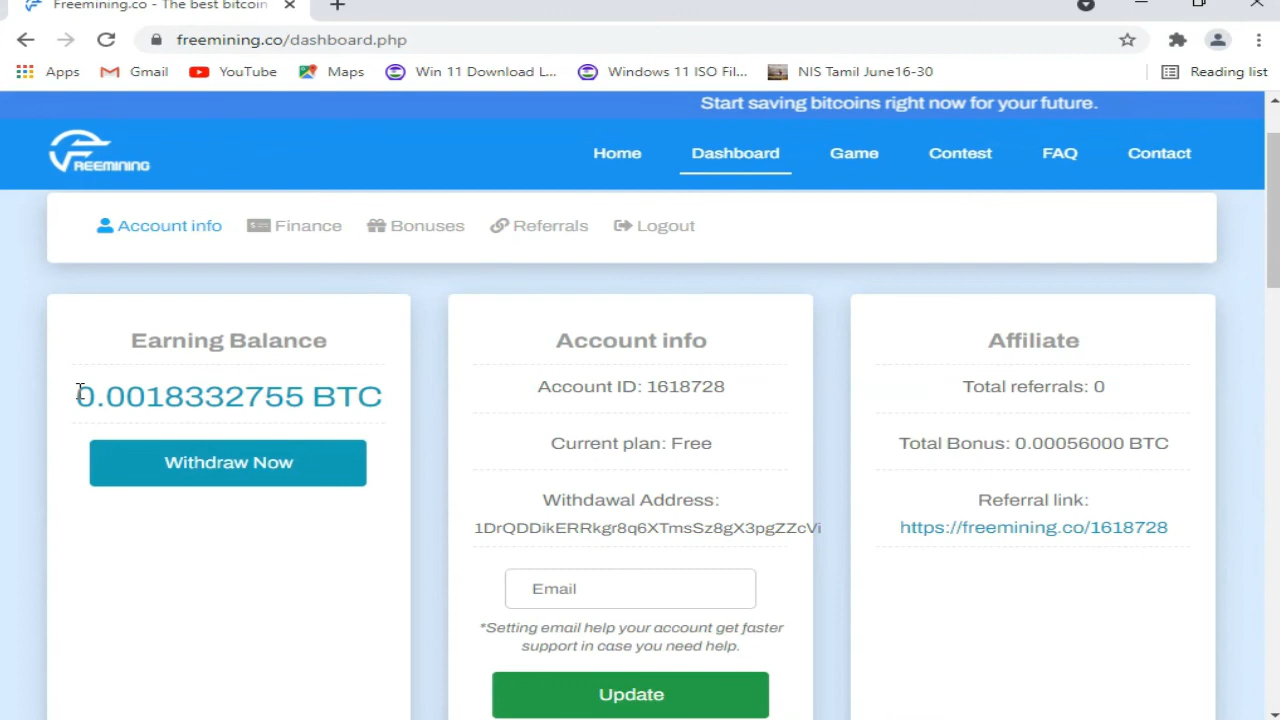 Freemining.co - The best bitcoin
freemining.co/dashboard.php
Apps Gmail YouTube Maps Win 11 Download L... Windows 11 ISO Fil... NIS Tamil June16-30 Reading list
Start saving bitcoins right now for your future.
FREEMINING Home Dashboard Game Contest FAQ Contact
Account info Finance Bonuses Referrals Logout
Earning Balance
0.0018332755 BTC
Withdraw Now
Account info
Account ID: 1618728
Current plan: Free
Withdawal Address:
1DrQDDikERRkgr8q6XTmsSz8gX3pgZZcVi
Email
*Setting email help your account get faster
support in case you need help.
Update
Affiliate
Total referrals: 0
Total Bonus: 0.00056000 BTC
Referral link:
https://freemining.co/1618728